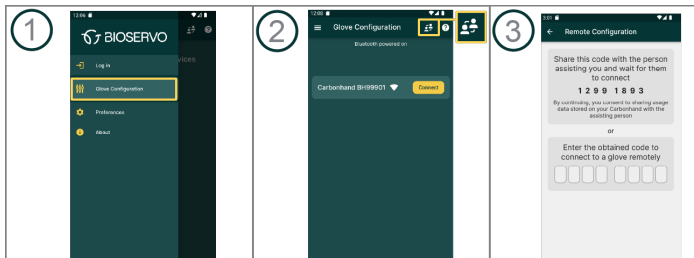 1
12:06
BIOSERVO
vices
Log in
Glove Configuration
Preferences
About
2
12:08
Glove Configuration
?
Bluetooth powered on
Carbonhand BH99901
Connect
3
3:01
Remote Configuration
Share this code with the person
assisting you and wait for them
to connect
1 2 9 9 1 8 9 3
By continuing, you consent to sharing usage
data stored on your Carbonhand with the
assisting person
or
Enter the obtained code to
connect to a glove remotely